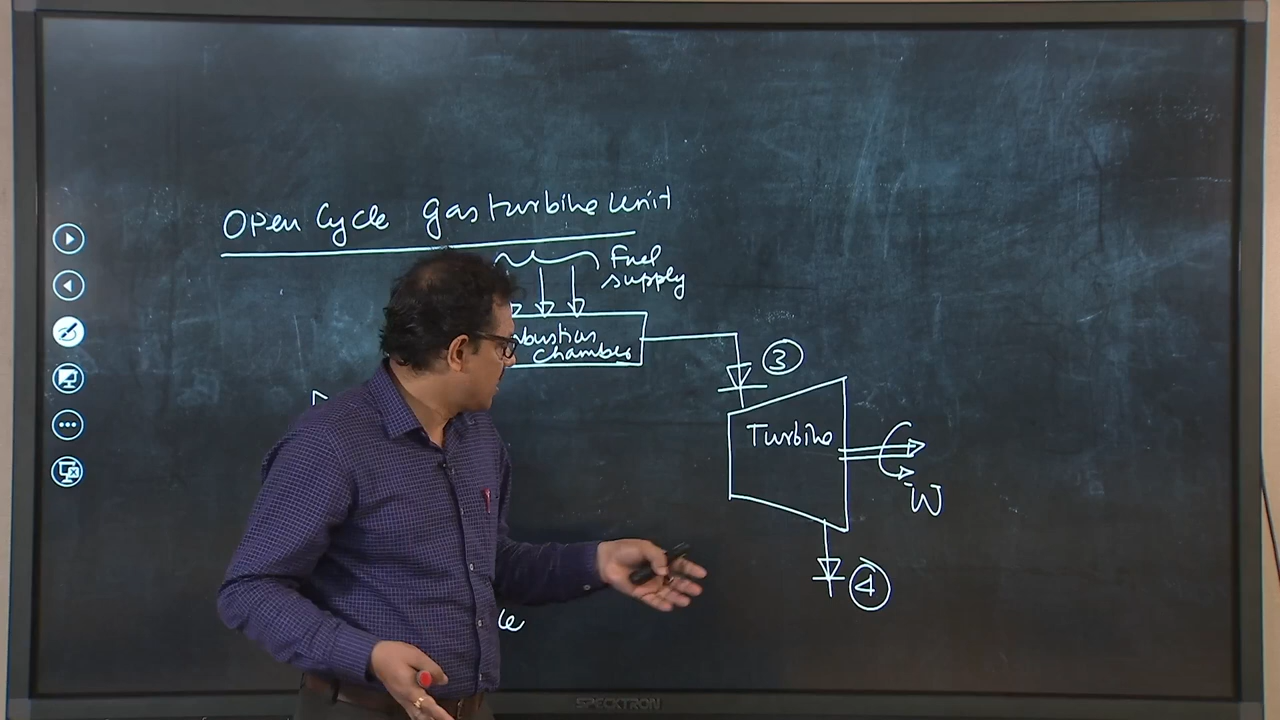 Open Cycle gas turbine Unit
Fuel
supply
chamber
3
Turbine
Ẇ
4
SPECKTRON